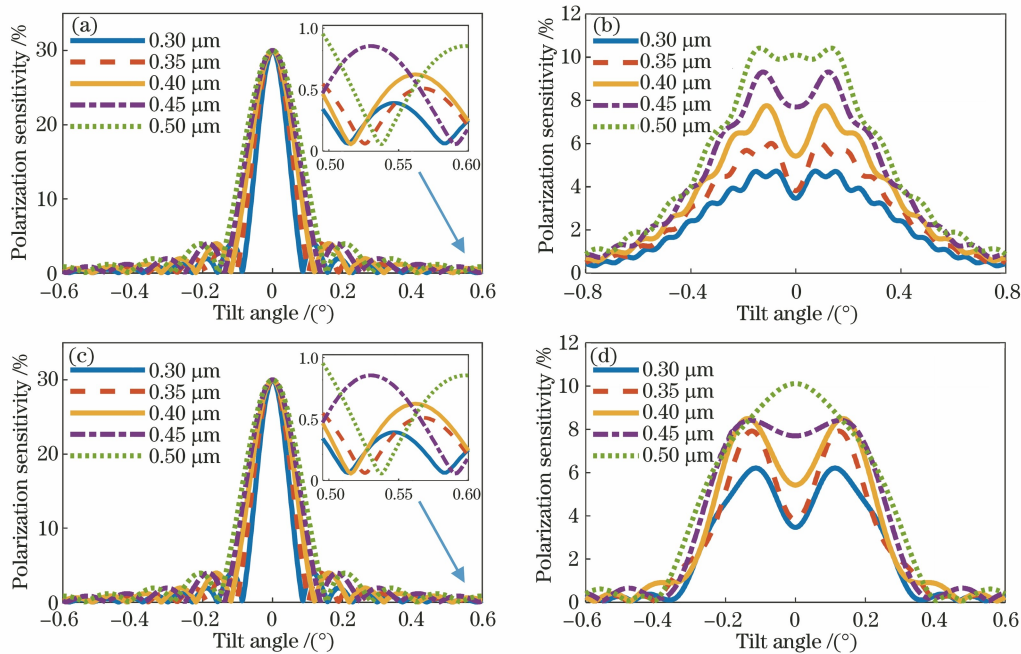 (a)
Polarization sensitivity /%
30
20
10
0
0.30 μm
0.35 μm
0.40 μm
0.45 μm
0.50 μm
1.0
0.5
0
0.50 0.55 0.60
−0.6 −0.4 −0.2 0 0.2 0.4 0.6
Tilt angle /(°)
(b)
Polarization sensitivity /%
12
10
8
6
4
2
0
0.30 μm
0.35 μm
0.40 μm
0.45 μm
0.50 μm
−0.8 −0.4 0 0.4 0.8
Tilt angle /(°)
(c)
Polarization sensitivity /%
30
20
10
0
0.30 μm
0.35 μm
0.40 μm
0.45 μm
0.50 μm
1.0
0.5
0
0.50 0.55 0.60
−0.6 −0.4 −0.2 0 0.2 0.4 0.6
Tilt angle /(°)
(d)
Polarization sensitivity /%
12
10
8
6
4
2
0
0.30 μm
0.35 μm
0.40 μm
0.45 μm
0.50 μm
−0.6 −0.4 −0.2 0 0.2 0.4 0.6
Tilt angle /(°)